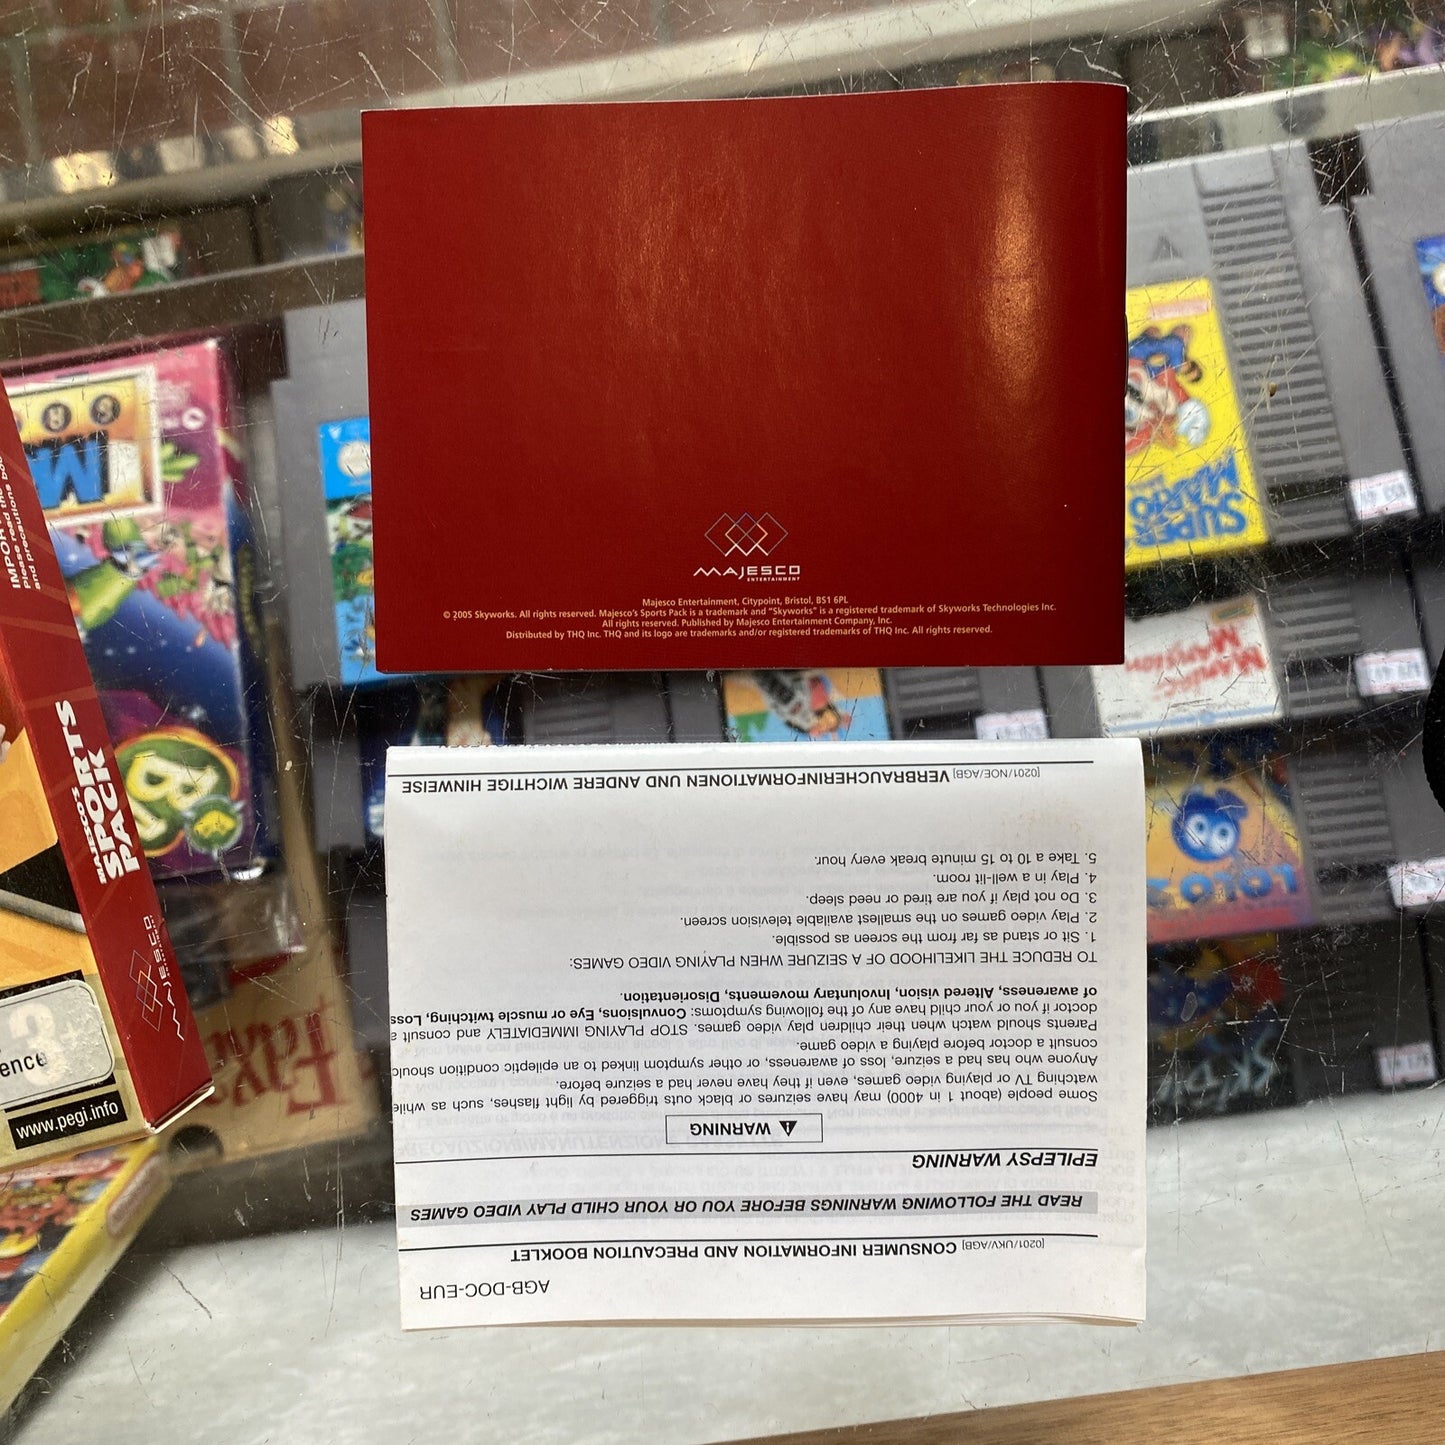 MAJESCO
ENTERTAINMENT
Majesco Entertainment, Citypoint, Bristol, BS1 6PL
© 2005 Skyworks. All rights reserved. Majesco's Sports Pack is a trademark and "Skyworks" is a registered trademark of Skyworks Technologies Inc.
All rights reserved. Published by Majesco Entertainment Company, Inc.
Distributed by THQ Inc. THQ and its logo are trademarks and/or registered trademarks of THQ Inc. All rights reserved.
AGB-DOC-EUR
[0201/UKV/AGB] CONSUMER INFORMATION AND PRECAUTION BOOKLET
READ THE FOLLOWING WARNINGS BEFORE YOU OR YOUR CHILD PLAY VIDEO GAMES
EPILEPSY WARNING
WARNING
Some people (about 1 in 4000) may have seizures or black outs triggered by light flashes, such as while
watching TV or playing video games, even if they have never had a seizure before.
Anyone who has had a seizure, loss of awareness, or other symptom linked to an epileptic condition should
consult a doctor before playing a video game.
Parents should watch when their children play video games. STOP PLAYING IMMEDIATELY and consult a
doctor if you or your child have any of the following symptoms: Convulsions, Eye or muscle twitching, Loss
of awareness, Altered vision, Involuntary movements, Disorientation.
TO REDUCE THE LIKELIHOOD OF A SEIZURE WHEN PLAYING VIDEO GAMES:
1. Sit or stand as far from the screen as possible.
2. Play video games on the smallest available television screen.
3. Do not play if you are tired or need sleep.
4. Play in a well-lit room.
5. Take a 10 to 15 minute break every hour.
[0201/NOE/AGB] VERBRAUCHERINFORMATIONEN UND ANDERE WICHTIGE HINWEISE
Please read the
and precautions
MAJESCO'S
SPORTS
PACK
MAJESCO
3+
www.pegi.info
SUPER
MARIO
MANIAC
MANSION
LOLO 2